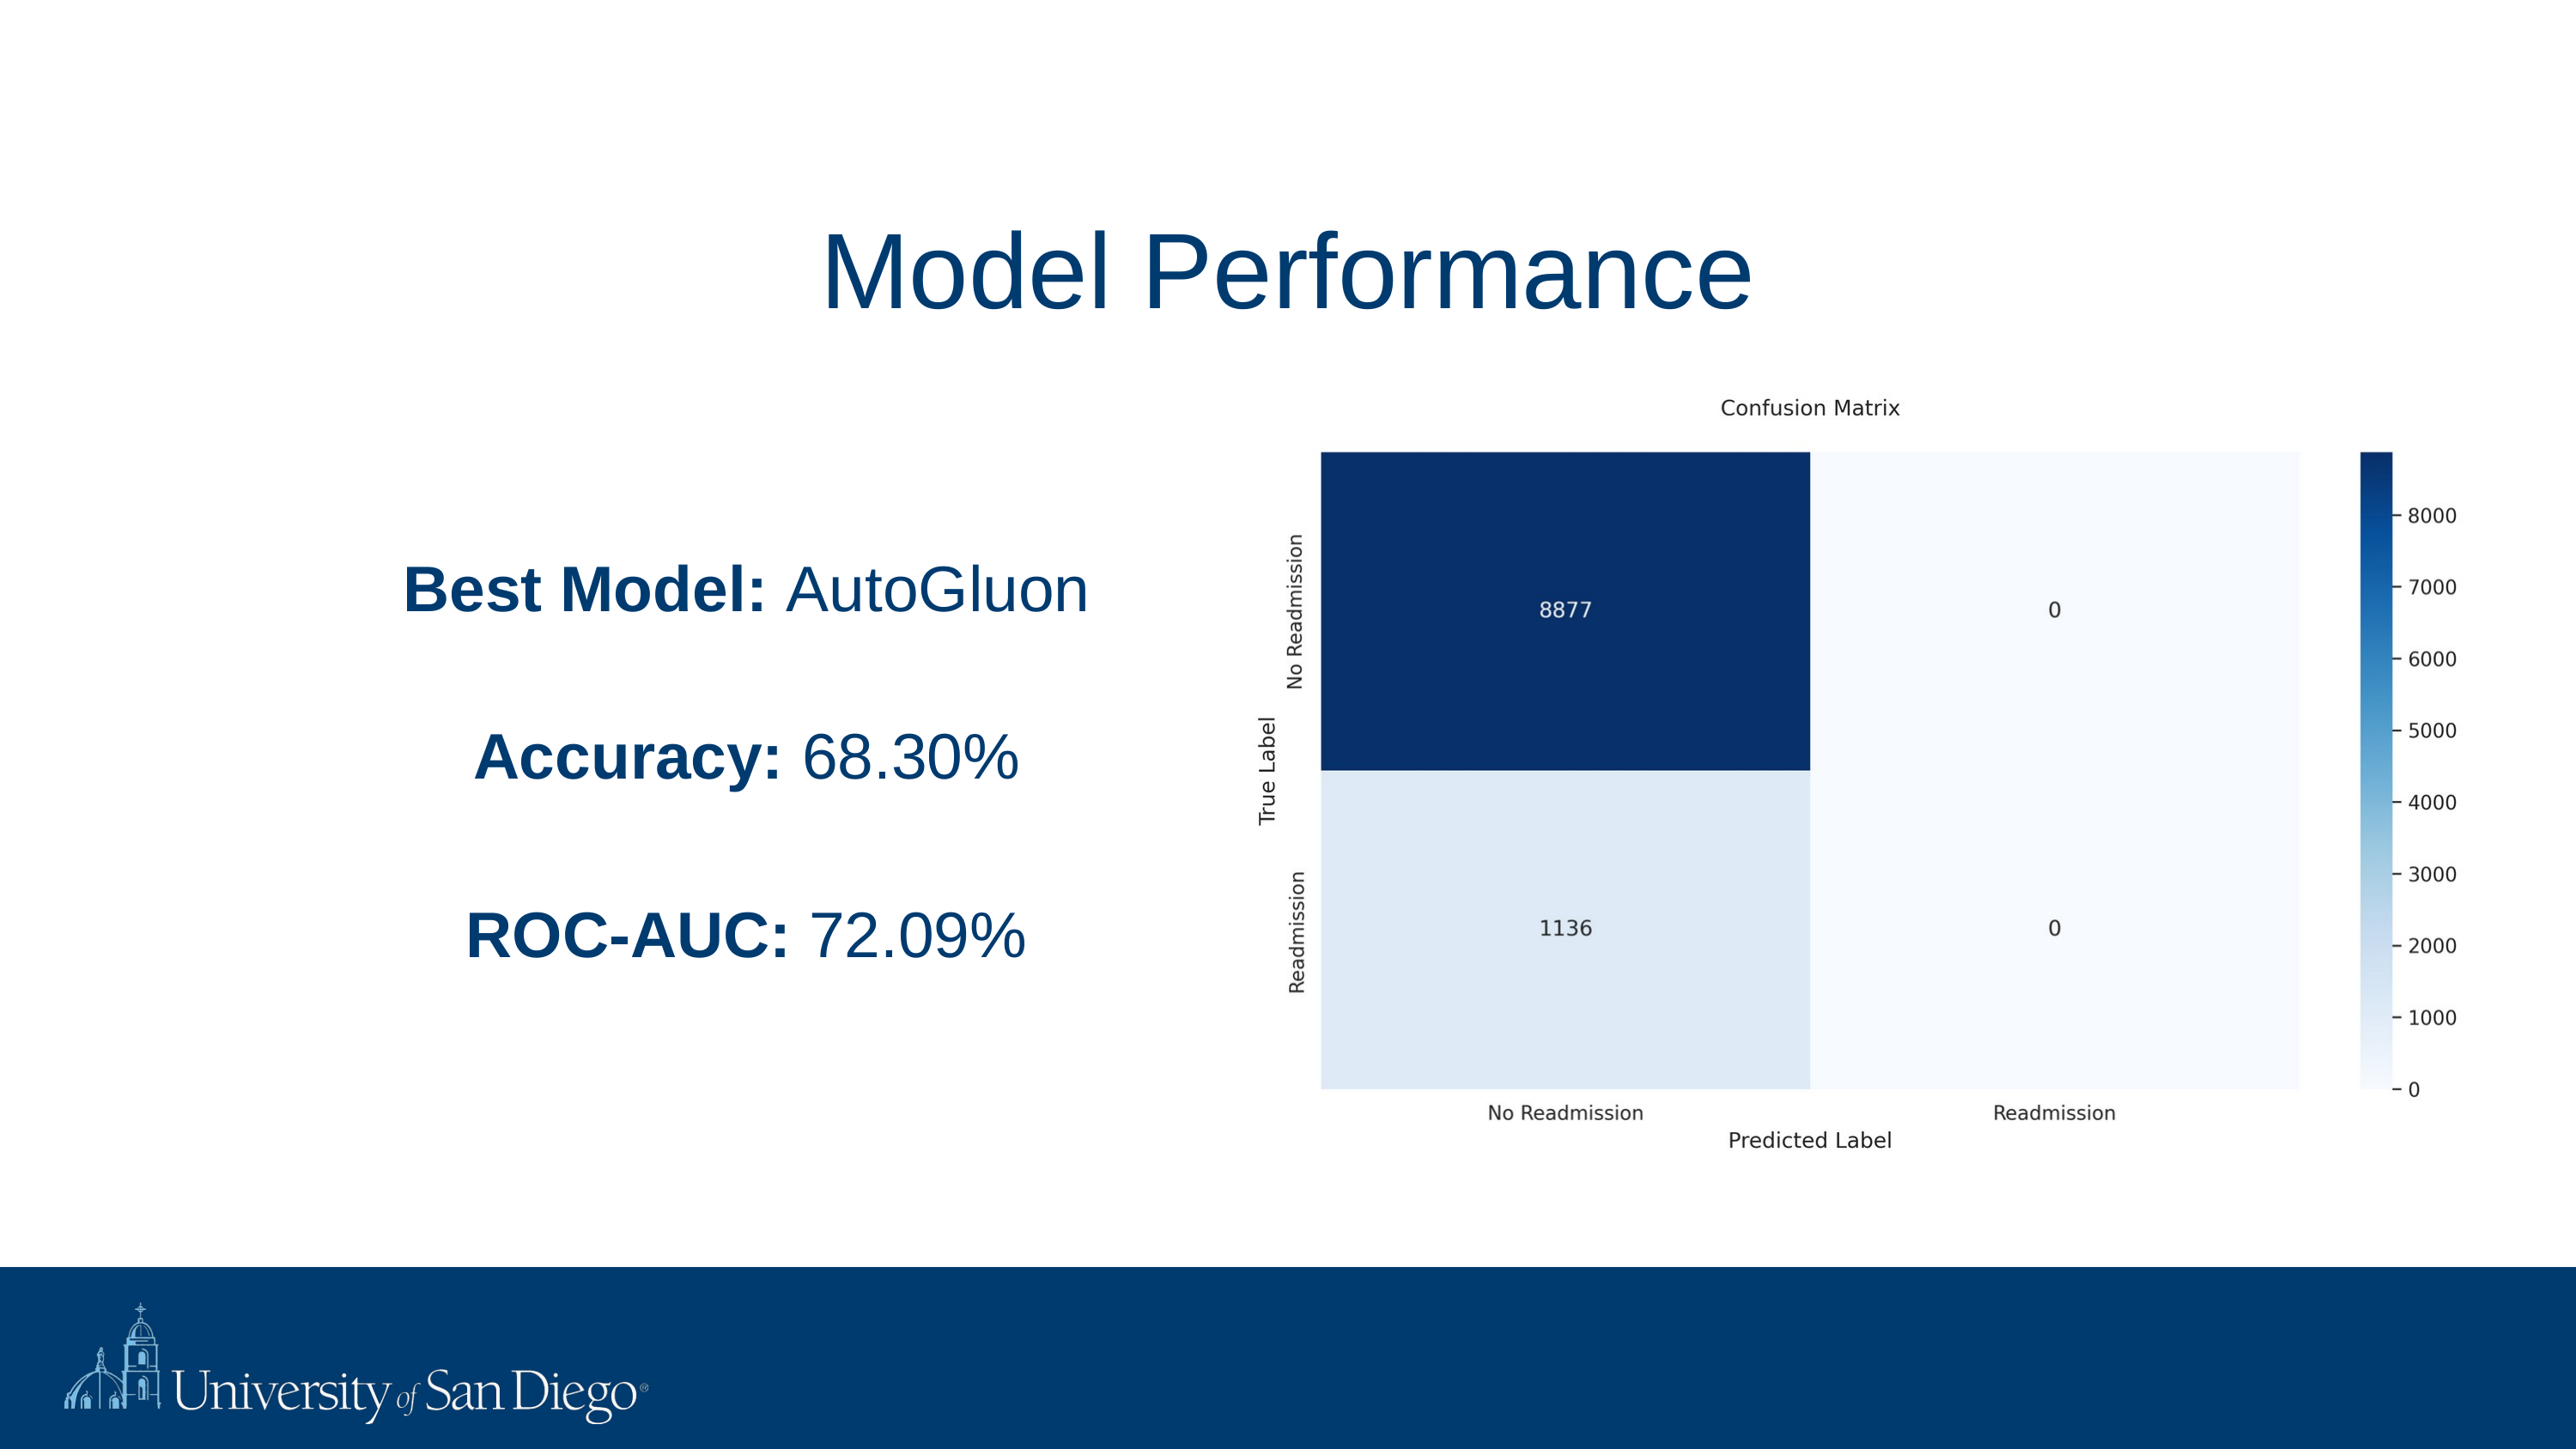 Model Performance
Best Model: AutoGluon
Accuracy: 68.30%
ROC-AUC: 72.09%
Confusion Matrix
True Label
No Readmission
Readmission
8877
0
1136
0
No Readmission
Readmission
Predicted Label
8000
7000
6000
5000
4000
3000
2000
1000
0
University of San Diego®